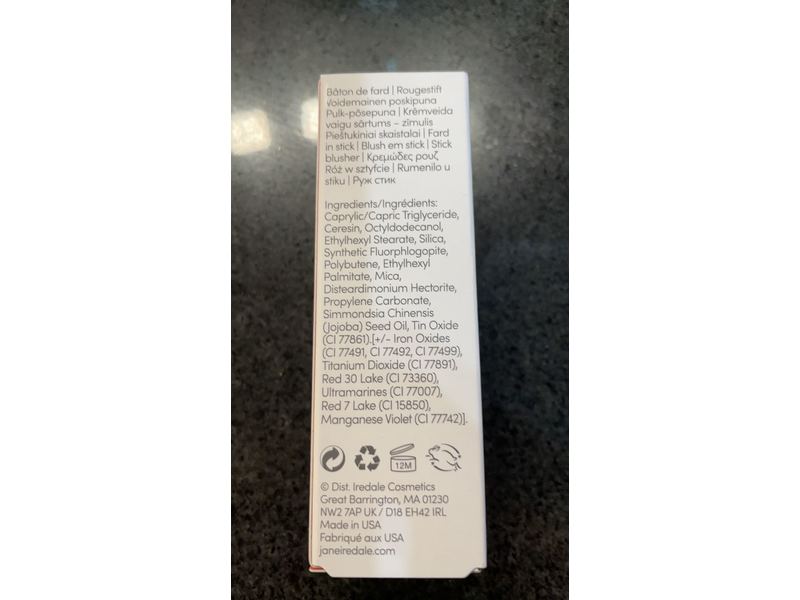 Bâton de fard | Rougestift
Voidemainen poskipuna
Pulk-põsepuna | Krēmveida
vaigu sārtums – zīmulis
Pieštukiniai skaistalai | Fard
in stick | Blush em stick | Stick
blusher | Κρεμώδες ρουζ
Róż w sztyfcie | Rumenilo u
stiku | Руж стик
Ingredients/Ingrédients:
Caprylic/Capric Triglyceride,
Ceresin, Octyldodecanol,
Ethylhexyl Stearate, Silica,
Synthetic Fluorphlogopite,
Polybutene, Ethylhexyl
Palmitate, Mica,
Disteardimonium Hectorite,
Propylene Carbonate,
Simmondsia Chinensis
(Jojoba) Seed Oil, Tin Oxide
(CI 77861).[+/- Iron Oxides
(CI 77491, CI 77492, CI 77499),
Titanium Dioxide (CI 77891),
Red 30 Lake (CI 73360),
Ultramarines (CI 77007),
Red 7 Lake (CI 15850),
Manganese Violet (CI 77742)].
12M
© Dist. Iredale Cosmetics
Great Barrington, MA 01230
NW2 7AP UK / D18 EH42 IRL
Made in USA
Fabriqué aux USA
janeiredale.com